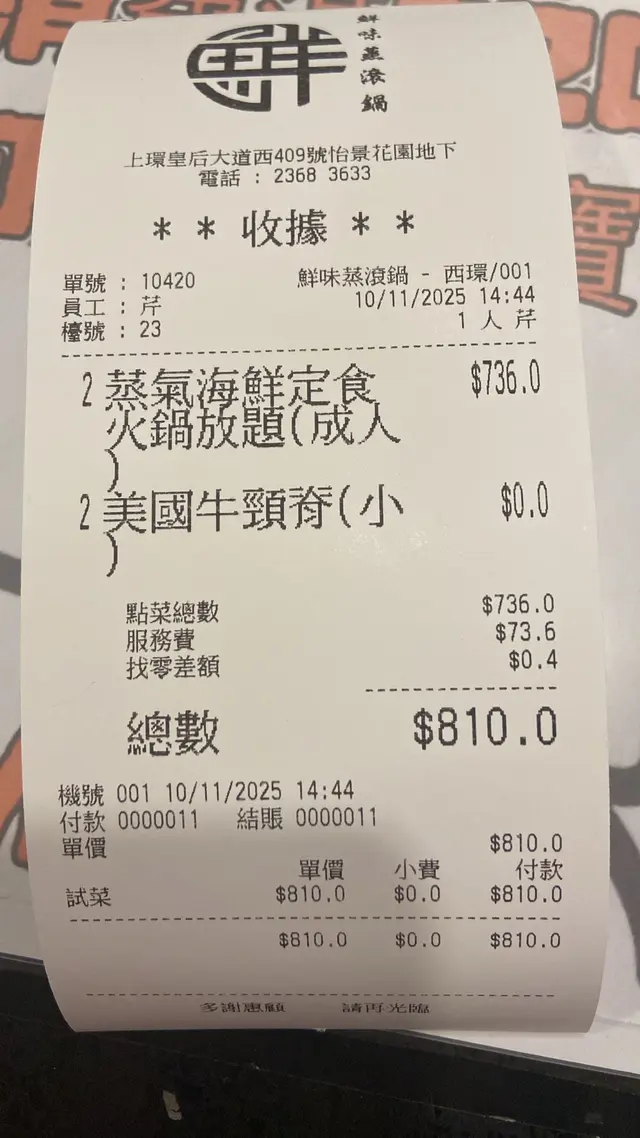 鮮
鮮味蒸滾鍋
上環皇后大道西409號怡景花園地下
電話 : 2368 3633
* * 收據 * *
單號 : 10420 鮮味蒸滾鍋 - 西環/001
員工 : 芹 10/11/2025 14:44
檯號 : 23 1 人 芹
2 蒸氣海鮮定食 $736.0
火鍋放題(成人
)
2 美國牛頸脊(小 $0.0
)
點菜總數 $736.0
服務費 $73.6
找零差額 $0.4
總數 $810.0
機號 001 10/11/2025 14:44
付款 0000011 結賬 0000011
單價 $810.0
單價 小費 付款
試菜 $810.0 $0.0 $810.0
$810.0 $0.0 $810.0
多謝惠顧 請再光臨